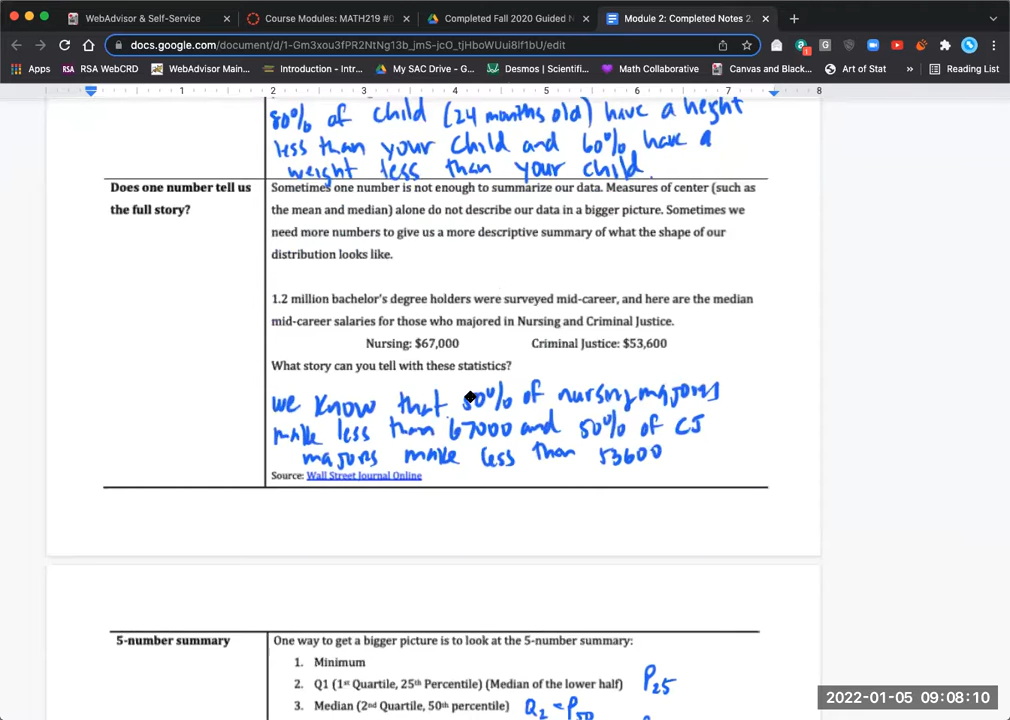 WebAdvisor & Self-Service
Course Modules: MATH219 #0
Completed Fall 2020 Guided N
Module 2: Completed Notes 2.
docs.google.com/document/d/1-Gm3xou3fPR2NtNg13b_jmS-jcO_tjHboWUui8lf1bU/edit
Apps
RSA RSA WebCRD
WebAdvisor Main...
Introduction - Intr...
My SAC Drive - G...
Desmos | Scientifi...
Math Collaborative
Canvas and Black...
Art of Stat
»
Reading List
1 2 3 4 5 6 7 8
80% of child (24 months old) have a height
less than your child and 60% have a
weight less than your child.
Does one number tell us
the full story?
Sometimes one number is not enough to summarize our data. Measures of center (such as
the mean and median) alone do not describe our data in a bigger picture. Sometimes we
need more numbers to give us a more descriptive summary of what the shape of our
distribution looks like.
1.2 million bachelor's degree holders were surveyed mid-career, and here are the median
mid-career salaries for those who majored in Nursing and Criminal Justice.
Nursing: $67,000 Criminal Justice: $53,600
What story can you tell with these statistics?
we know that 50% of nursing majors
make less than 67000 and 50% of CJ
majors make less than 53600
Source: Wall Street Journal Online
5-number summary
One way to get a bigger picture is to look at the 5-number summary:
1. Minimum
2. Q1 (1st Quartile, 25th Percentile) (Median of the lower half) P25
3. Median (2nd Quartile, 50th percentile) Q2 = P50
2022-01-05 09:08:10